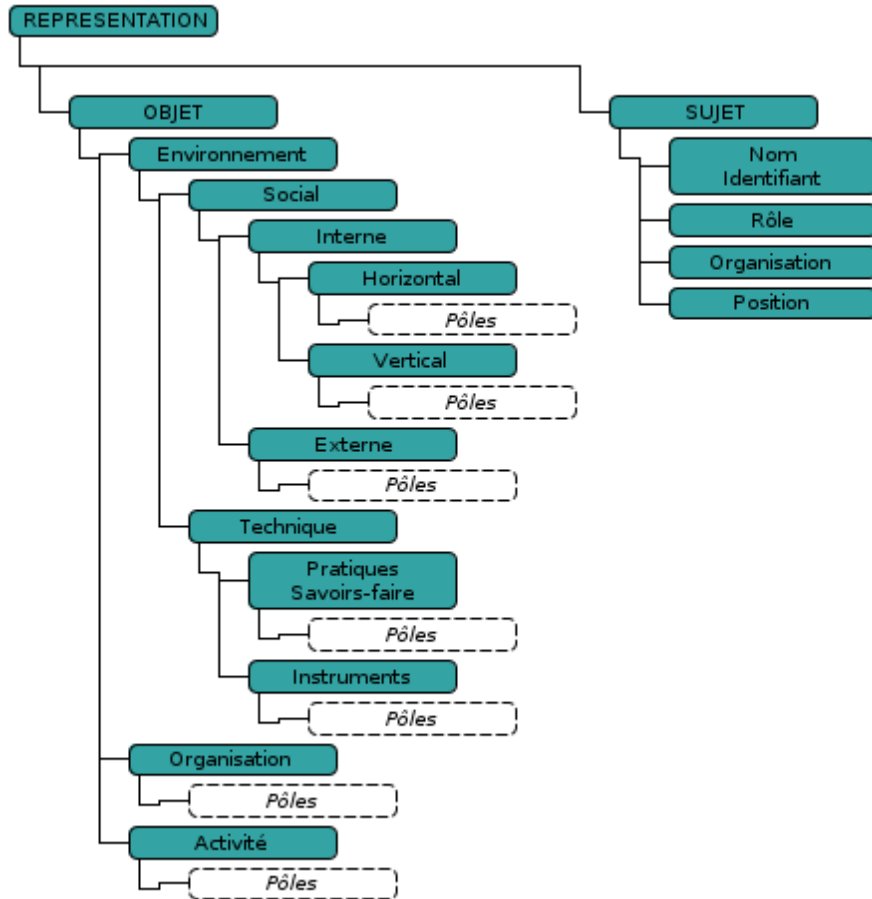 REPRESENTATION
OBJET
Environnement
Social
Interne
Horizontal
Pôles
Vertical
Pôles
Externe
Pôles
Technique
Pratiques
Savoirs-faire
Pôles
Instruments
Pôles
Organisation
Pôles
Activité
Pôles
SUJET
Nom
Identifiant
Rôle
Organisation
Position